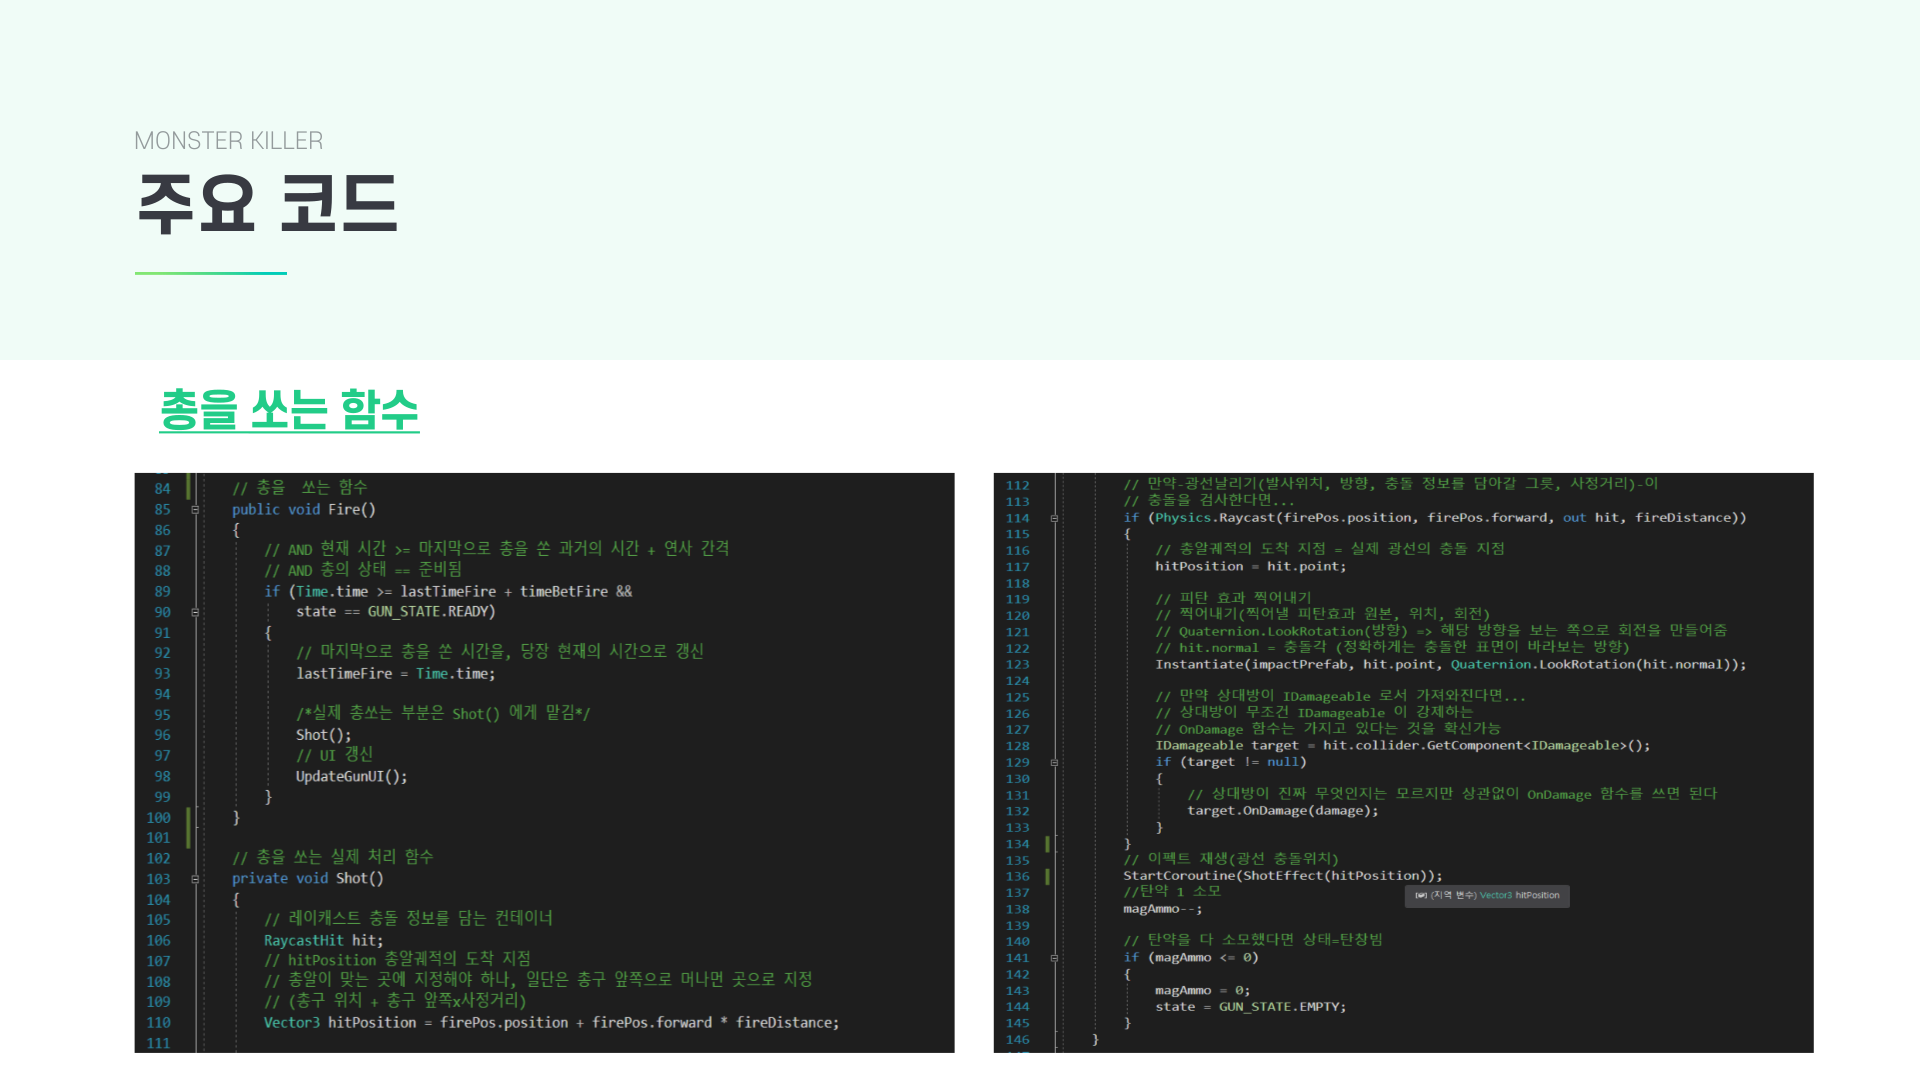 MONSTER KILLER
주요 코드
총을 쏘는 함수
84 // 총을  쏘는 함수
85 public void Fire()
86 {
87 // AND 현재 시간 >= 마지막으로 총을 쏜 과거의 시간 + 연사 간격
88 // AND 총의 상태 == 준비됨
89 if (Time.time >= lastTimeFire + timeBetFire &&
90 state == GUN_STATE.READY)
91 {
92 // 마지막으로 총을 쏜 시간을, 당장 현재의 시간으로 갱신
93 lastTimeFire = Time.time;
94
95 /*실제 총쏘는 부분은 Shot() 에게 맡김*/
96 Shot();
97 // UI 갱신
98 UpdateGunUI();
99 }
100 }
101
102 // 총을 쏘는 실제 처리 함수
103 private void Shot()
104 {
105 // 레이캐스트 충돌 정보를 담는 컨테이너
106 RaycastHit hit;
107 // hitPosition 총알궤적의 도착 지점
108 // 총알이 맞는 곳에 지정해야 하나, 일단은 총구 앞쪽으로 머나먼 곳으로 지정
109 // (총구 위치 + 총구 앞쪽x사정거리)
110 Vector3 hitPosition = firePos.position + firePos.forward * fireDistance;
111
112 // 만약-광선날리기(발사위치, 방향, 충돌 정보를 담아갈 그릇, 사정거리)-이
113 // 충돌을 검사한다면...
114 if (Physics.Raycast(firePos.position, firePos.forward, out hit, fireDistance))
115 {
116 // 총알궤적의 도착 지점 = 실제 광선의 충돌 지점
117 hitPosition = hit.point;
118
119 // 피탄 효과 찍어내기
120 // 찍어내기(찍어낼 피탄효과 원본, 위치, 회전)
121 // Quaternion.LookRotation(방향) => 해당 방향을 보는 쪽으로 회전을 만들어줌
122 // hit.normal = 충돌각 (정확하게는 충돌한 표면이 바라보는 방향)
123 Instantiate(impactPrefab, hit.point, Quaternion.LookRotation(hit.normal));
124
125 // 만약 상대방이 IDamageable 로서 가져와진다면...
126 // 상대방이 무조건 IDamageable 이 강제하는
127 // OnDamage 함수는 가지고 있다는 것을 확신가능
128 IDamageable target = hit.collider.GetComponent<IDamageable>();
129 if (target != null)
130 {
131 // 상대방이 진짜 무엇인지는 모르지만 상관없이 OnDamage 함수를 쓰면 된다
132 target.OnDamage(damage);
133 }
134 }
135 // 이펙트 재생(광선 충돌위치)
136 StartCoroutine(ShotEffect(hitPosition));
137 //탄약 1 소모
(지역 변수) Vector3 hitPosition
138 magAmmo--;
139
140 // 탄약을 다 소모했다면 상태=탄창빔
141 if (magAmmo <= 0)
142 {
143 magAmmo = 0;
144 state = GUN_STATE.EMPTY;
145 }
146 }